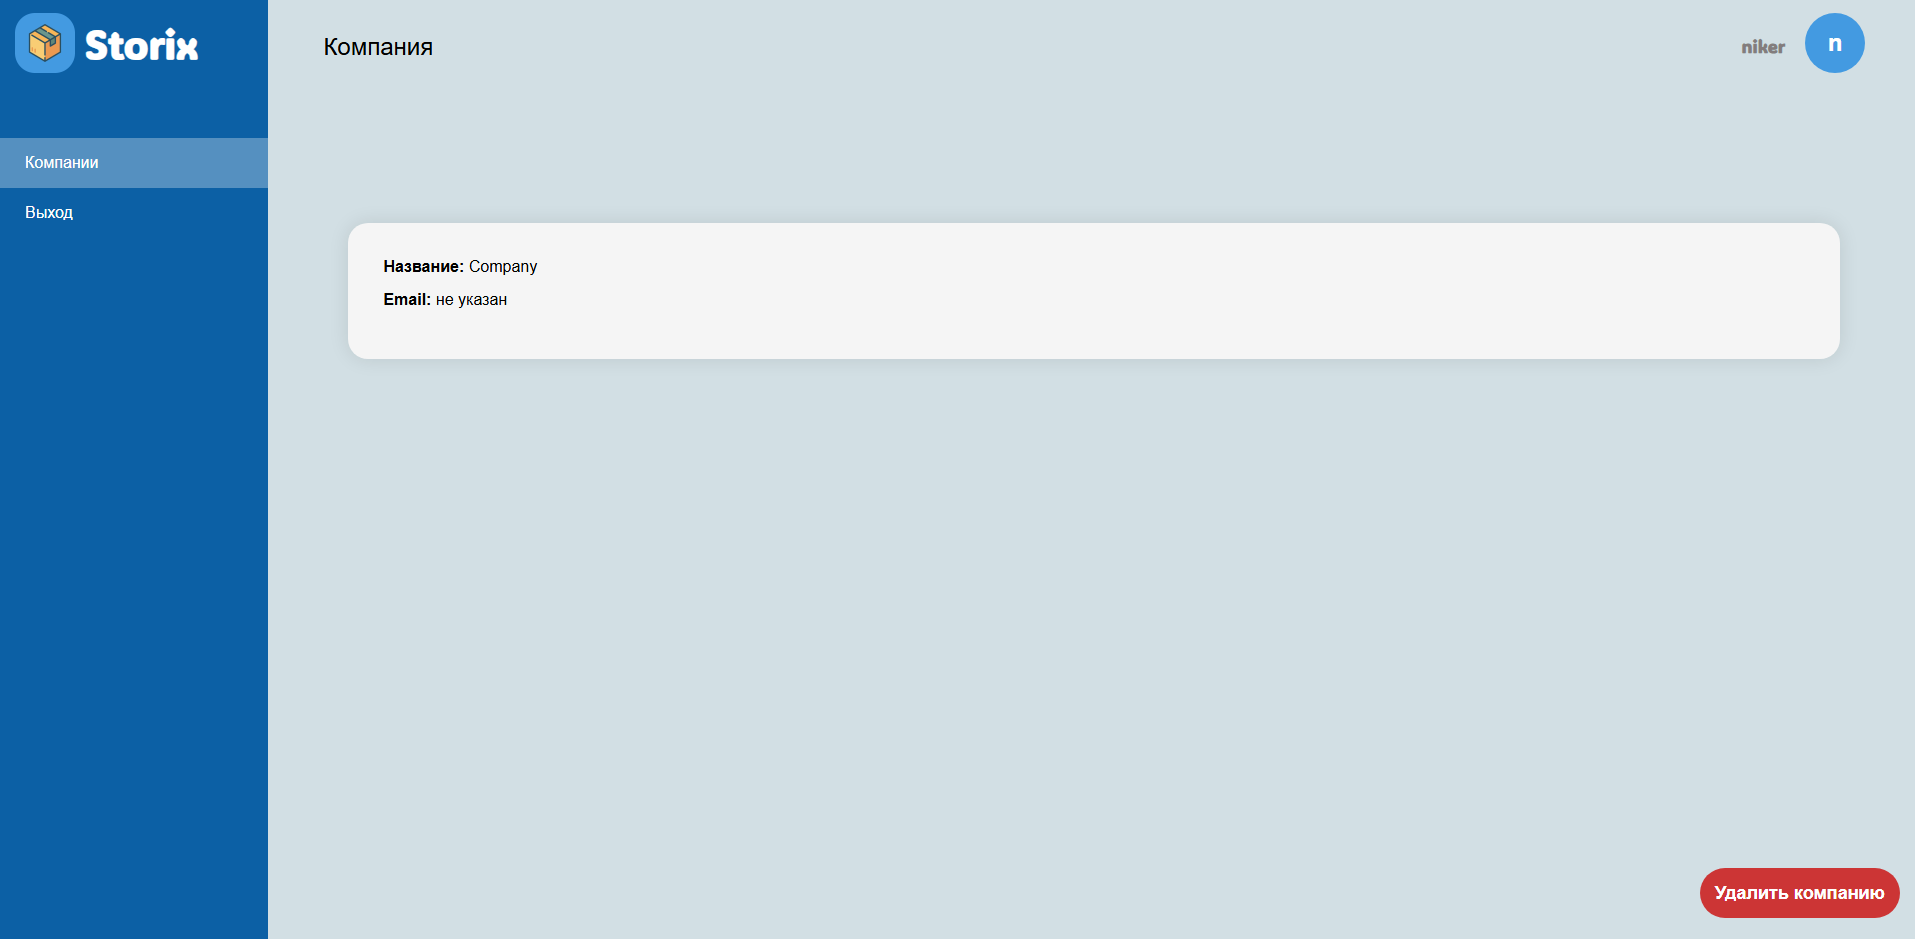 Storix
Компания
niker
n
Компании
Выход
Название: Company
Email: не указан
Удалить компанию